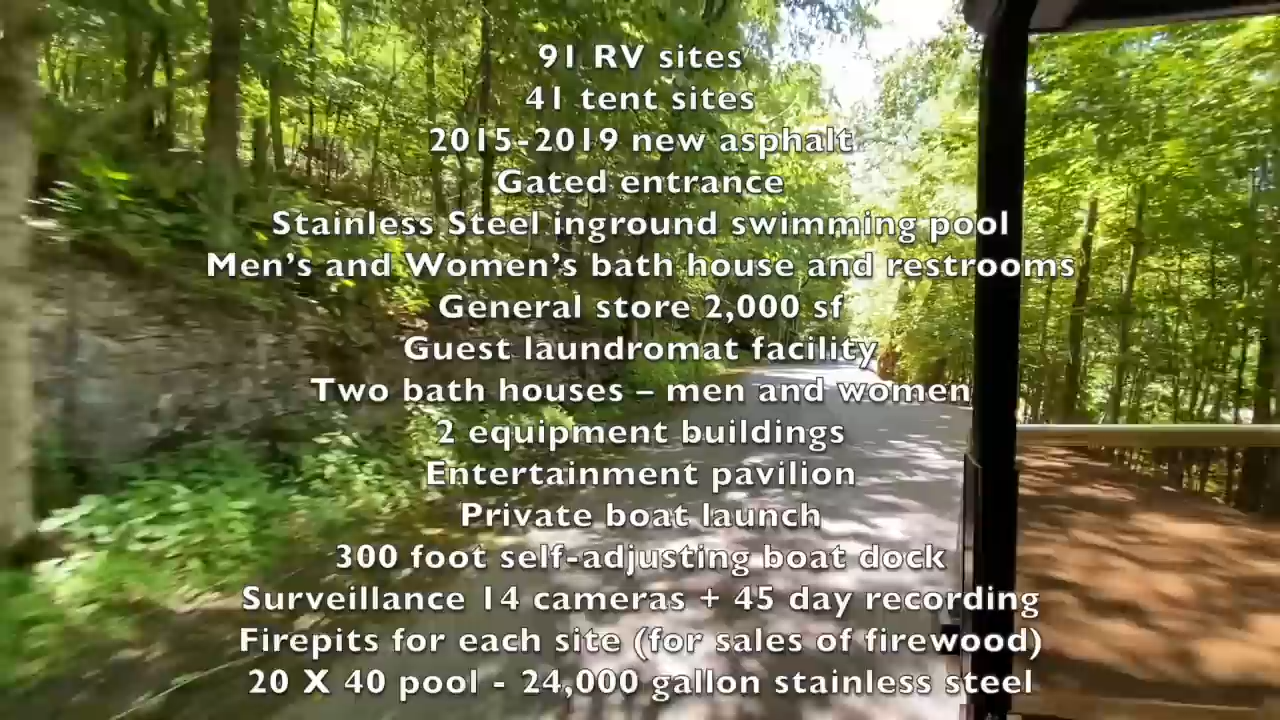 91 RV sites
41 tent sites
2015-2019 new asphalt
Gated entrance
Stainless Steel inground swimming pool
Men’s and Women’s bath house and restrooms
General store 2,000 sf
Guest laundromat facility
Two bath houses – men and women
2 equipment buildings
Entertainment pavilion
Private boat launch
300 foot self-adjusting boat dock
Surveillance 14 cameras + 45 day recording
Firepits for each site (for sales of firewood)
20 X 40 pool - 24,000 gallon stainless steel